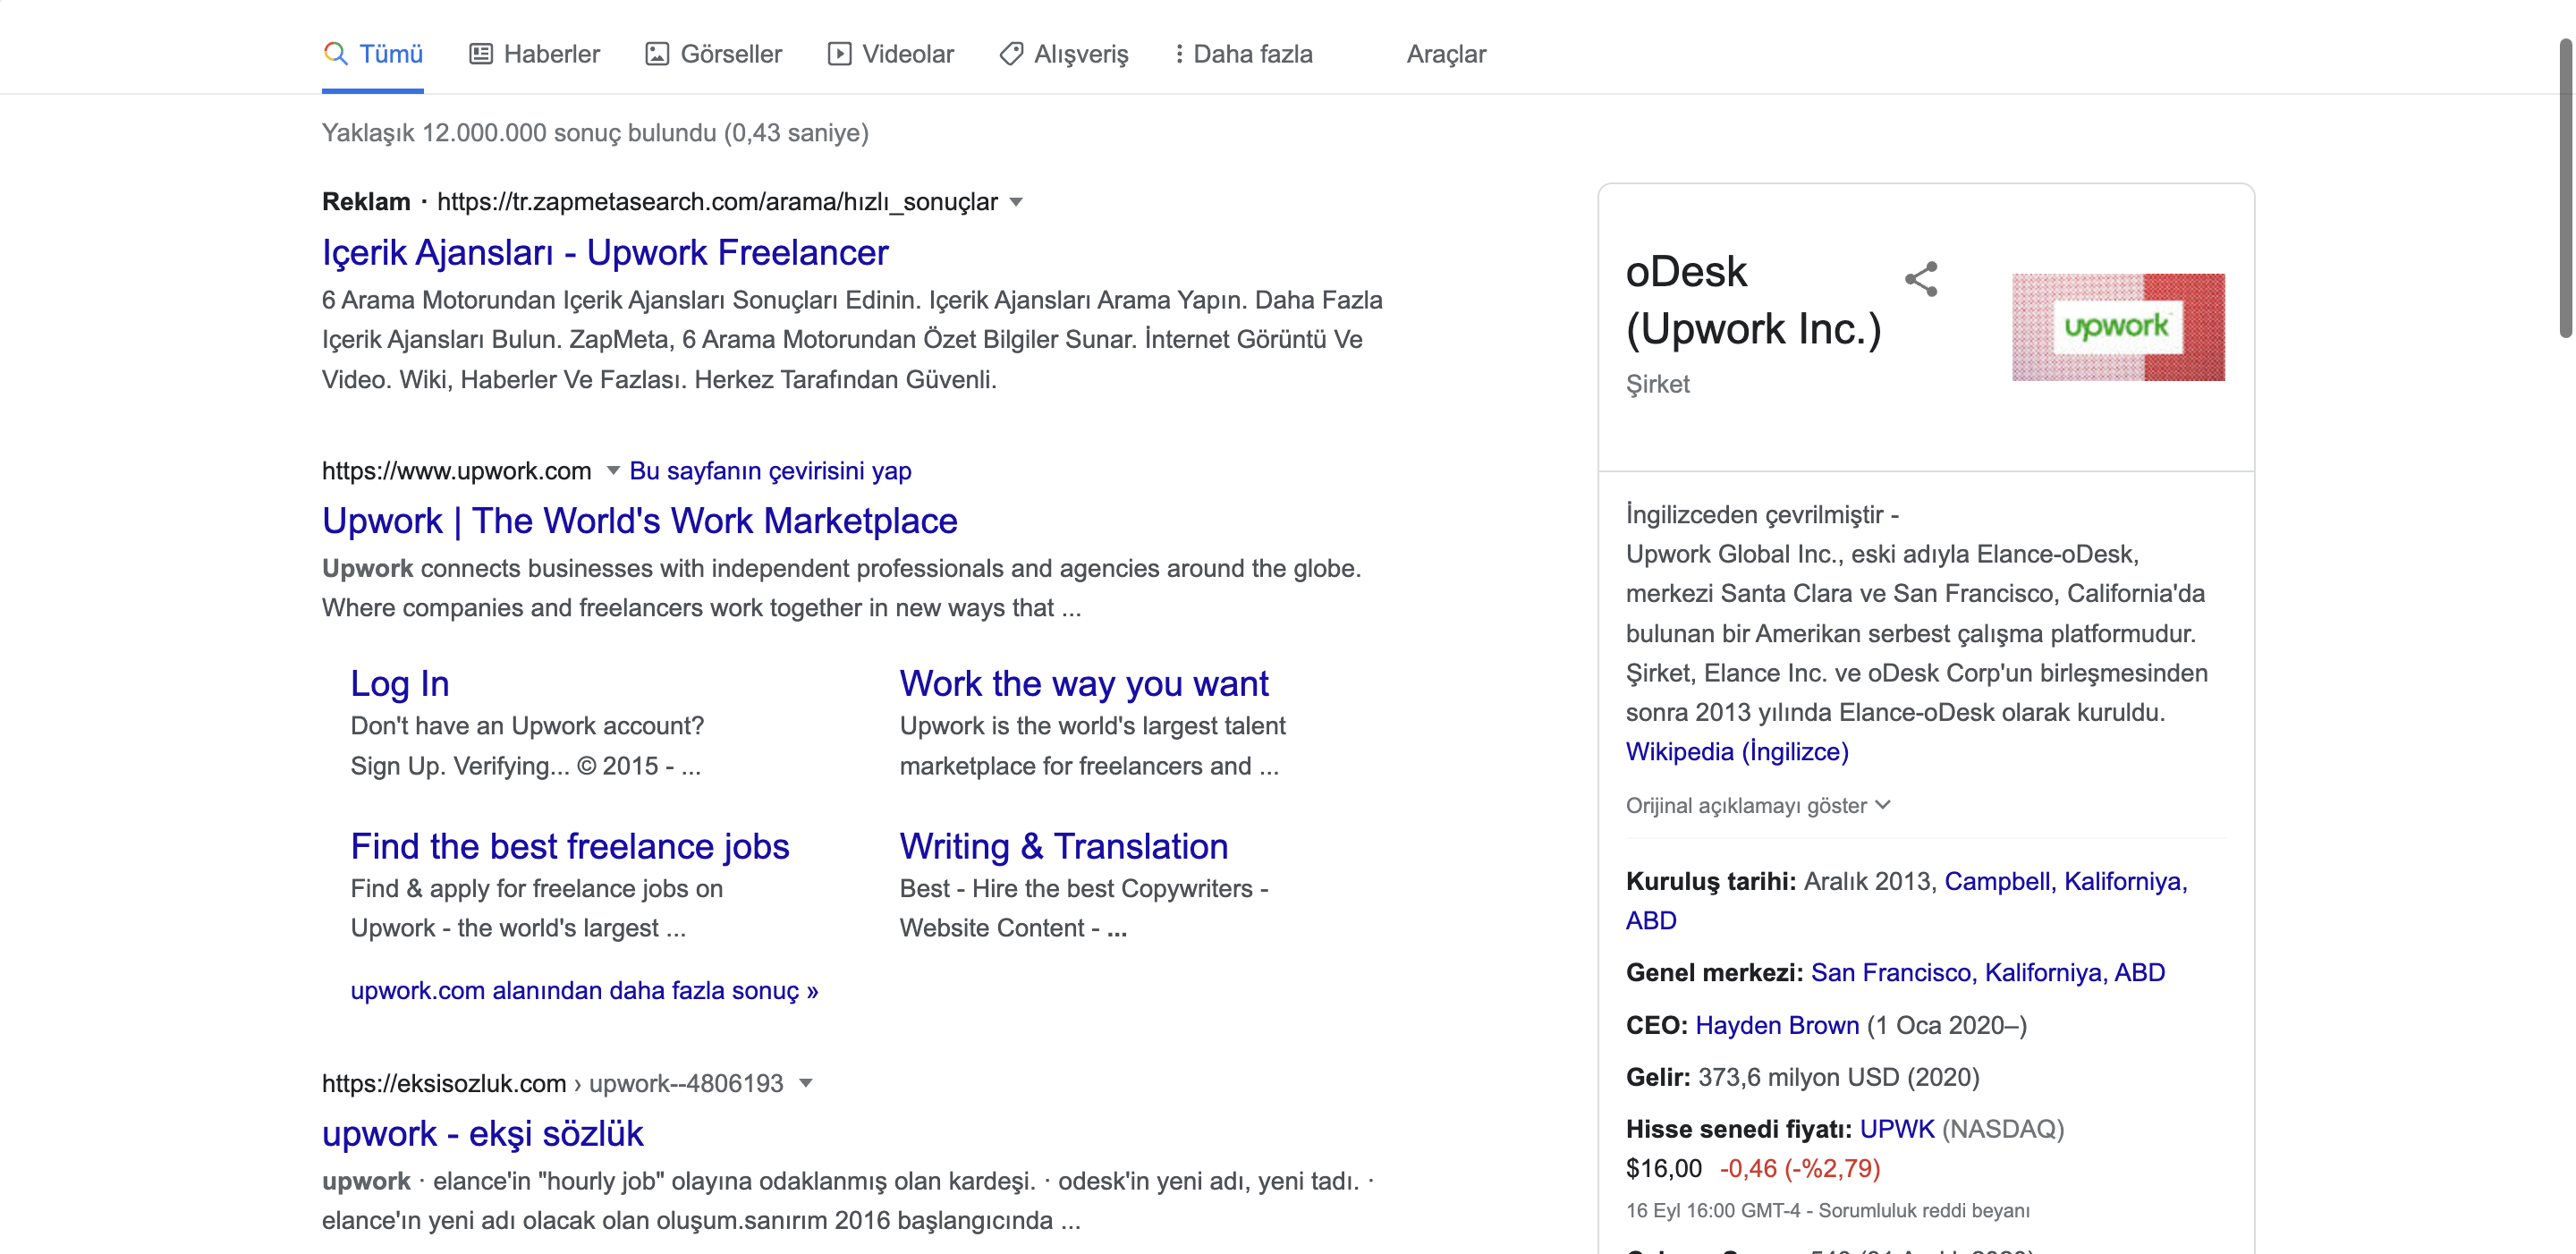 Tümü
Haberler
Görseller
Videolar
Alışveriş
Daha fazla
Araçlar
Yaklaşık 12.000.000 sonuç bulundu (0,43 saniye)
Reklam · https://tr.zapmetasearch.com/arama/hızlı_sonuçlar
Içerik Ajansları - Upwork Freelancer
6 Arama Motorundan Içerik Ajansları Sonuçları Edinin. Içerik Ajansları Arama Yapın. Daha Fazla
Içerik Ajansları Bulun. ZapMeta, 6 Arama Motorundan Özet Bilgiler Sunar. İnternet Görüntü Ve
Video. Wiki, Haberler Ve Fazlası. Herkez Tarafından Güvenli.
https://www.upwork.com Bu sayfanın çevirisini yap
Upwork | The World's Work Marketplace
Upwork connects businesses with independent professionals and agencies around the globe.
Where companies and freelancers work together in new ways that ...
Log In
Don't have an Upwork account?
Sign Up. Verifying... © 2015 - ...
Work the way you want
Upwork is the world's largest talent
marketplace for freelancers and ...
Find the best freelance jobs
Find & apply for freelance jobs on
Upwork - the world's largest ...
Writing & Translation
Best - Hire the best Copywriters -
Website Content - ...
upwork.com alanından daha fazla sonuç »
https://eksisozluk.com › upwork--4806193
upwork - ekşi sözlük
upwork · elance'in "hourly job" olayına odaklanmış olan kardeşi. · odesk'in yeni adı, yeni tadı. ·
elance'ın yeni adı olacak olan oluşum.sanırım 2016 başlangıcında ...
oDesk
(Upwork Inc.)
Şirket
upwork
İngilizceden çevrilmiştir -
Upwork Global Inc., eski adıyla Elance-oDesk,
merkezi Santa Clara ve San Francisco, California'da
bulunan bir Amerikan serbest çalışma platformudur.
Şirket, Elance Inc. ve oDesk Corp'un birleşmesinden
sonra 2013 yılında Elance-oDesk olarak kuruldu.
Wikipedia (İngilizce)
Orijinal açıklamayı göster
Kuruluş tarihi: Aralık 2013, Campbell, Kaliforniya,
ABD
Genel merkezi: San Francisco, Kaliforniya, ABD
CEO: Hayden Brown (1 Oca 2020–)
Gelir: 373,6 milyon USD (2020)
Hisse senedi fiyatı: UPWK (NASDAQ)
$16,00 -0,46 (-%2,79)
16 Eyl 16:00 GMT-4 - Sorumluluk reddi beyanı